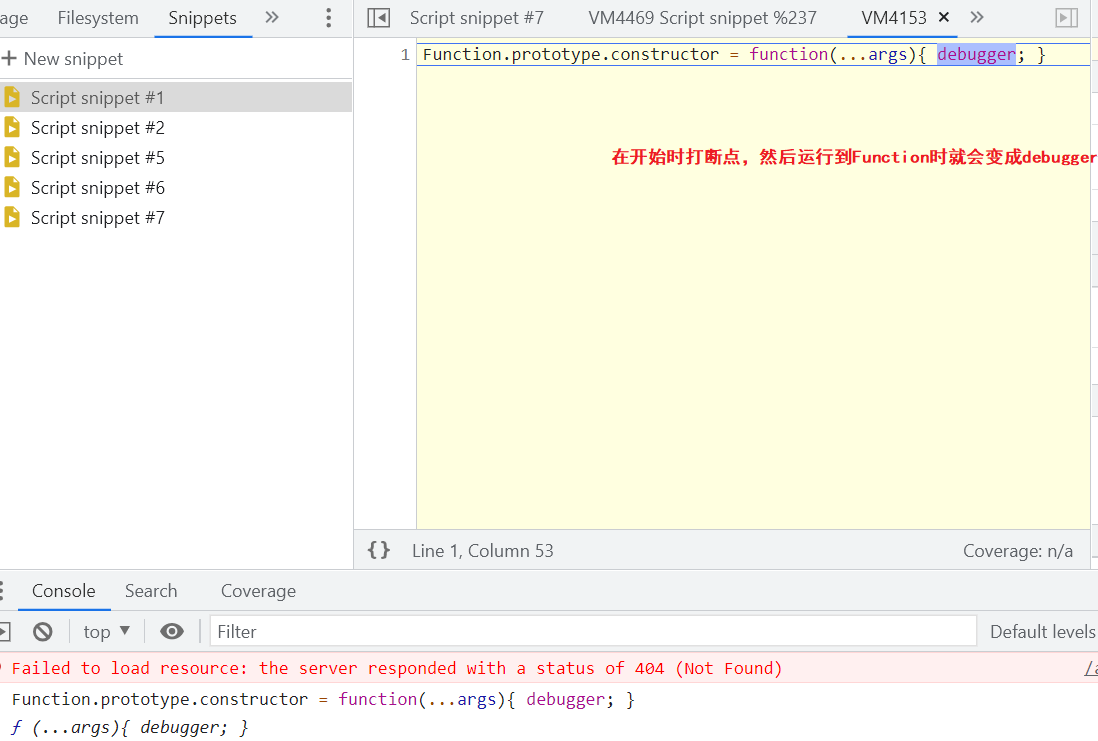 age Filesystem Snippets
Script snippet #7 VM4469 Script snippet %237 VM4153
New snippet
1 Function.prototype.constructor = function(...args){ debugger; }
Script snippet #1
Script snippet #2
Script snippet #5
Script snippet #6
Script snippet #7
在开始时打断点，然后运行到Function时就会变成debugger
{} Line 1, Column 53 Coverage: n/a
Console Search Coverage
top Filter Default levels
Failed to load resource: the server responded with a status of 404 (Not Found) /a
Function.prototype.constructor = function(...args){ debugger; }
ƒ (...args){ debugger; }